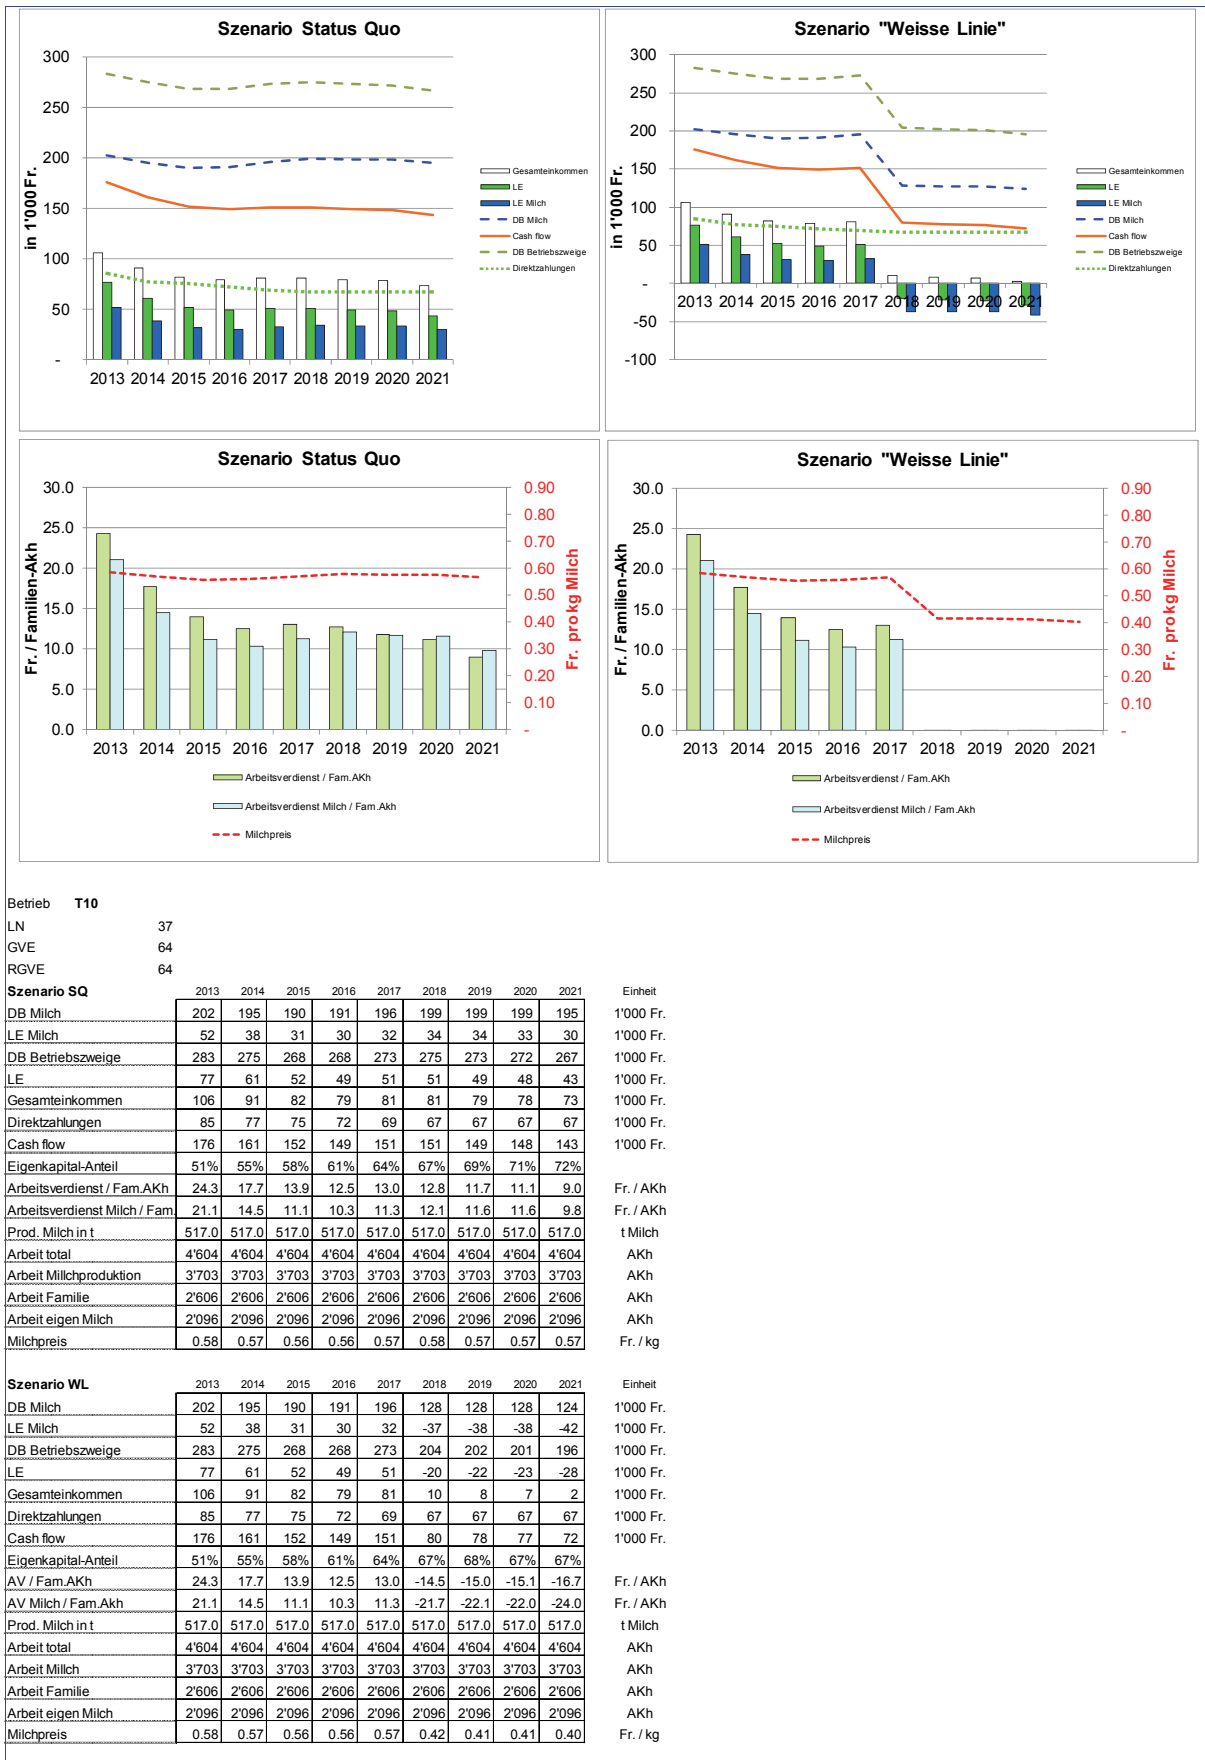 Szenario Status Quo
300
250
200
150
100
50
-
in 1'000 Fr.
2013 2014 2015 2016 2017 2018 2019 2020 2021
Gesamteinkommen
LE
LE Milch
DB Milch
Cash flow
DB Betriebszweige
Direktzahlungen
Szenario "Weisse Linie"
300
250
200
150
100
50
-
-50
-100
in 1'000 Fr.
2013 2014 2015 2016 2017 2018 2019 2020 2021
Gesamteinkommen
LE
LE Milch
DB Milch
Cash flow
DB Betriebszweige
Direktzahlungen
Szenario Status Quo
30.0
25.0
20.0
15.0
10.0
5.0
0.0
Fr. / Familien-Akh
0.90
0.80
0.70
0.60
0.50
0.40
0.30
0.20
0.10
-
Fr. pro kg Milch
2013 2014 2015 2016 2017 2018 2019 2020 2021
Arbeitsverdienst / Fam.AKh
Arbeitsverdienst Milch / Fam.Akh
Milchpreis
Szenario "Weisse Linie"
30.0
25.0
20.0
15.0
10.0
5.0
0.0
Fr. / Familien-Akh
0.90
0.80
0.70
0.60
0.50
0.40
0.30
0.20
0.10
-
Fr. pro kg Milch
2013 2014 2015 2016 2017 2018 2019 2020 2021
Arbeitsverdienst / Fam.AKh
Arbeitsverdienst Milch / Fam.Akh
Milchpreis
Betrieb T10
LN 37
GVE 64
RGVE 64
Szenario SQ 2013 2014 2015 2016 2017 2018 2019 2020 2021 Einheit
DB Milch 202 195 190 191 196 199 199 199 195 1'000 Fr.
LE Milch 52 38 31 30 32 34 34 33 30 1'000 Fr.
DB Betriebszweige 283 275 268 268 273 275 273 272 267 1'000 Fr.
LE 77 61 52 49 51 51 49 48 43 1'000 Fr.
Gesamteinkommen 106 91 82 79 81 81 79 78 73 1'000 Fr.
Direktzahlungen 85 77 75 72 69 67 67 67 67 1'000 Fr.
Cash flow 176 161 152 149 151 151 149 148 143 1'000 Fr.
Eigenkapital-Anteil 51% 55% 58% 61% 64% 67% 69% 71% 72%
Arbeitsverdienst / Fam.AKh 24.3 17.7 13.9 12.5 13.0 12.8 11.7 11.1 9.0 Fr. / AKh
Arbeitsverdienst Milch / Fam. 21.1 14.5 11.1 10.3 11.3 12.1 11.6 11.6 9.8 Fr. / AKh
Prod. Milch in t 517.0 517.0 517.0 517.0 517.0 517.0 517.0 517.0 517.0 t Milch
Arbeit total 4'604 4'604 4'604 4'604 4'604 4'604 4'604 4'604 4'604 AKh
Arbeit Millchproduktion 3'703 3'703 3'703 3'703 3'703 3'703 3'703 3'703 3'703 AKh
Arbeit Familie 2'606 2'606 2'606 2'606 2'606 2'606 2'606 2'606 2'606 AKh
Arbeit eigen Milch 2'096 2'096 2'096 2'096 2'096 2'096 2'096 2'096 2'096 AKh
Milchpreis 0.58 0.57 0.56 0.56 0.57 0.58 0.57 0.57 0.57 Fr. / kg
Szenario WL 2013 2014 2015 2016 2017 2018 2019 2020 2021 Einheit
DB Milch 202 195 190 191 196 128 128 128 124 1'000 Fr.
LE Milch 52 38 31 30 32 -37 -38 -38 -42 1'000 Fr.
DB Betriebszweige 283 275 268 268 273 204 202 201 196 1'000 Fr.
LE 77 61 52 49 51 -20 -22 -23 -28 1'000 Fr.
Gesamteinkommen 106 91 82 79 81 10 8 7 2 1'000 Fr.
Direktzahlungen 85 77 75 72 69 67 67 67 67 1'000 Fr.
Cash flow 176 161 152 149 151 80 78 77 72 1'000 Fr.
Eigenkapital-Anteil 51% 55% 58% 61% 64% 67% 68% 67% 67%
AV / Fam.AKh 24.3 17.7 13.9 12.5 13.0 -14.5 -15.0 -15.1 -16.7 Fr. / AKh
AV Milch / Fam.Akh 21.1 14.5 11.1 10.3 11.3 -21.7 -22.1 -22.0 -24.0 Fr. / AKh
Prod. Milch in t 517.0 517.0 517.0 517.0 517.0 517.0 517.0 517.0 517.0 t Milch
Arbeit total 4'604 4'604 4'604 4'604 4'604 4'604 4'604 4'604 4'604 AKh
Arbeit Millch 3'703 3'703 3'703 3'703 3'703 3'703 3'703 3'703 3'703 AKh
Arbeit Familie 2'606 2'606 2'606 2'606 2'606 2'606 2'606 2'606 2'606 AKh
Arbeit eigen Milch 2'096 2'096 2'096 2'096 2'096 2'096 2'096 2'096 2'096 AKh
Milchpreis 0.58 0.57 0.56 0.56 0.57 0.42 0.41 0.41 0.40 Fr. / kg